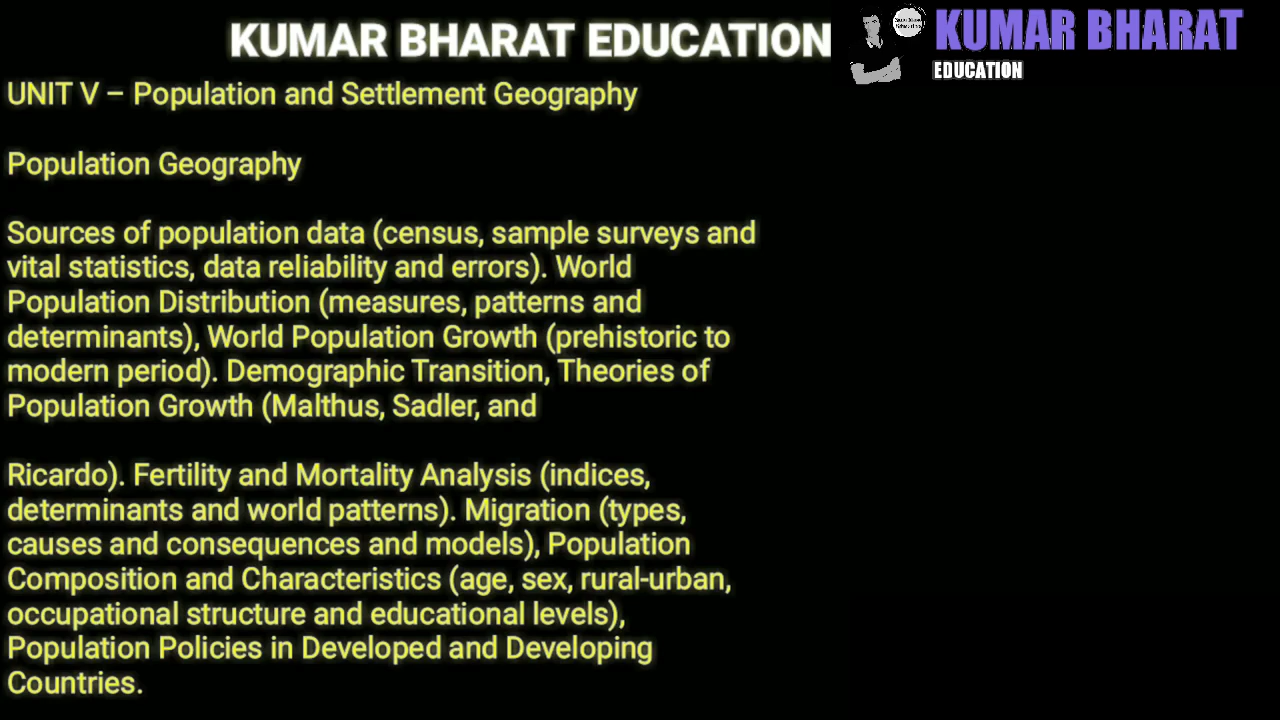 KUMAR BHARAT EDUCATION
KUMAR BHARAT
EDUCATION
UNIT V – Population and Settlement Geography
Population Geography
Sources of population data (census, sample surveys and
vital statistics, data reliability and errors). World
Population Distribution (measures, patterns and
determinants), World Population Growth (prehistoric to
modern period). Demographic Transition, Theories of
Population Growth (Malthus, Sadler, and
Ricardo). Fertility and Mortality Analysis (indices,
determinants and world patterns). Migration (types,
causes and consequences and models), Population
Composition and Characteristics (age, sex, rural-urban,
occupational structure and educational levels),
Population Policies in Developed and Developing
Countries.